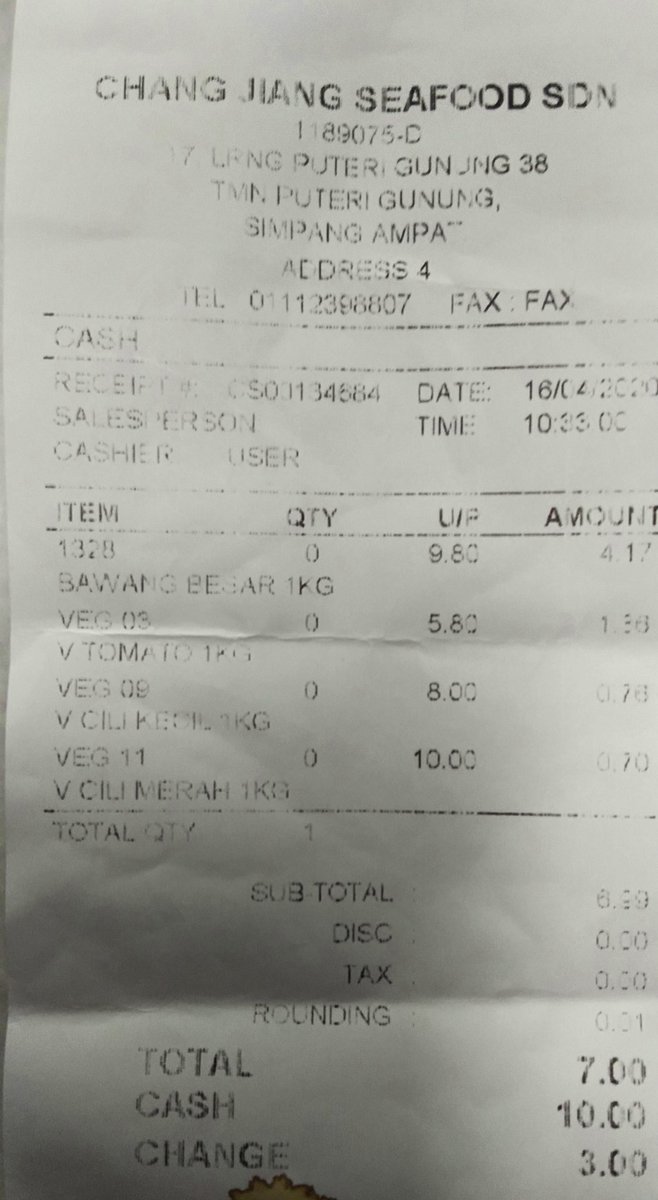 CHANG JIANG SEAFOOD SDN
1189075-D
17, LRNG PUTERI GUNUNG 38
TMN PUTERI GUNUNG,
SIMPANG AMPAT
ADDRESS 4
TEL 01112398807 FAX : FAX
CASH
RECEIPT #: CS00134684 DATE: 16/04/2020
SALESPERSON TIME 10:33:00
CASHIER USER
ITEM QTY U/P AMOUNT
1328 0 9.80 4.17
BAWANG BESAR 1KG
VEG 03 0 5.80 1.36
V TOMATO 1KG
VEG 09 0 8.00 0.76
V CILI KECIL 1KG
VEG 11 0 10.00 0.70
V CILI MERAH 1KG
TOTAL QTY 1
SUB-TOTAL : 6.99
DISC : 0.00
TAX : 0.00
ROUNDING : 0.01
TOTAL 7.00
CASH 10.00
CHANGE 3.00